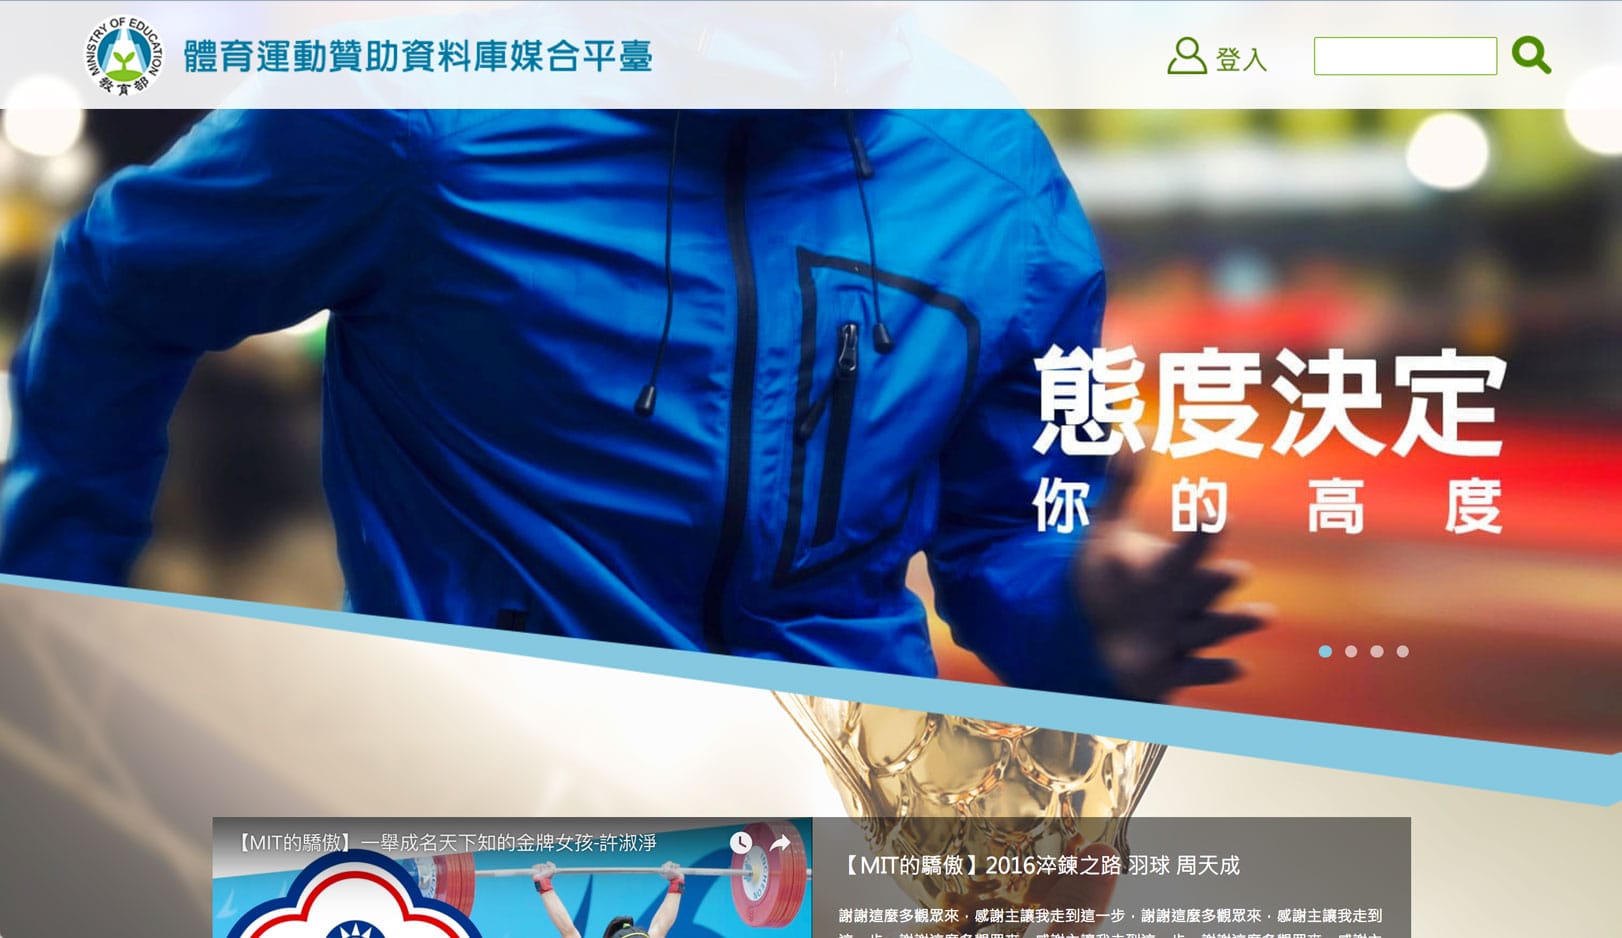 MINISTRY OF EDUCATION
教育部
體育運動贊助資料庫媒合平臺
登入
態度決定
你的高度
【MIT的驕傲】一舉成名天下知的金牌女孩-許淑淨
【MIT的驕傲】2016淬鍊之路 羽球 周天成
謝謝這麼多觀眾來，感謝主讓我走到這一步，謝謝這麼多觀眾來，感謝主讓我走到